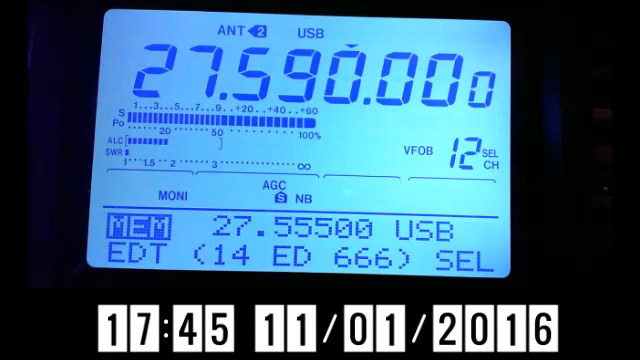 ANT 2 USB
27.590.000
S 1...3...5...7...9..+20...+40...+60
Po 20 50 100%
ALC
SWR 1 1.5 2 3 ∞
VFOB 12 SEL CH
AGC
MONI S NB
MEM 27.55500 USB
EDT (14 ED 666) SEL
17:45 11/01/2016